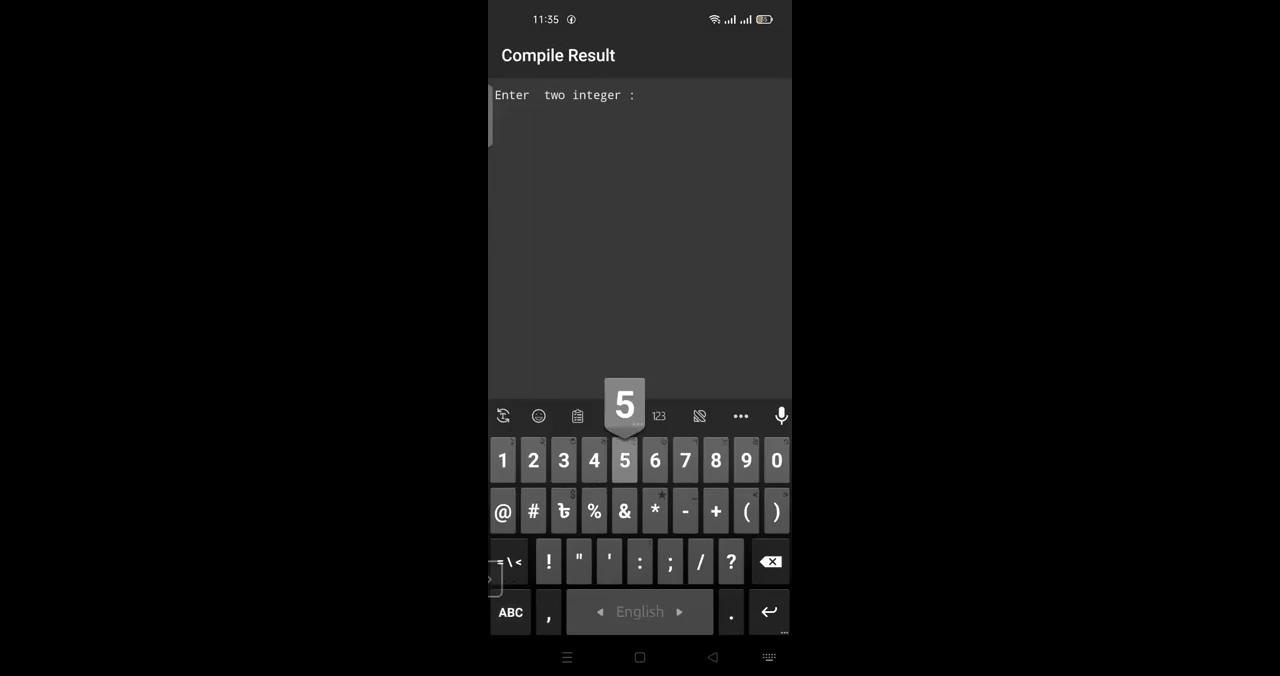 11:35
Compile Result
Enter  two integer :
5
123
1 2 3 4 5 6 7 8 9 0
@ # ৳ % & * - + ( )
= \ < ! " ' : ; / ?
ABC , English .